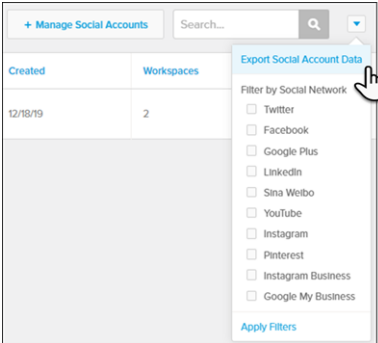 + Manage Social Accounts
Search...
Export Social Account Data
Created
Workspaces
12/18/19
2
Filter by Social Network
Twitter
Facebook
Google Plus
LinkedIn
Sina Weibo
YouTube
Instagram
Pinterest
Instagram Business
Google My Business
Apply Filters